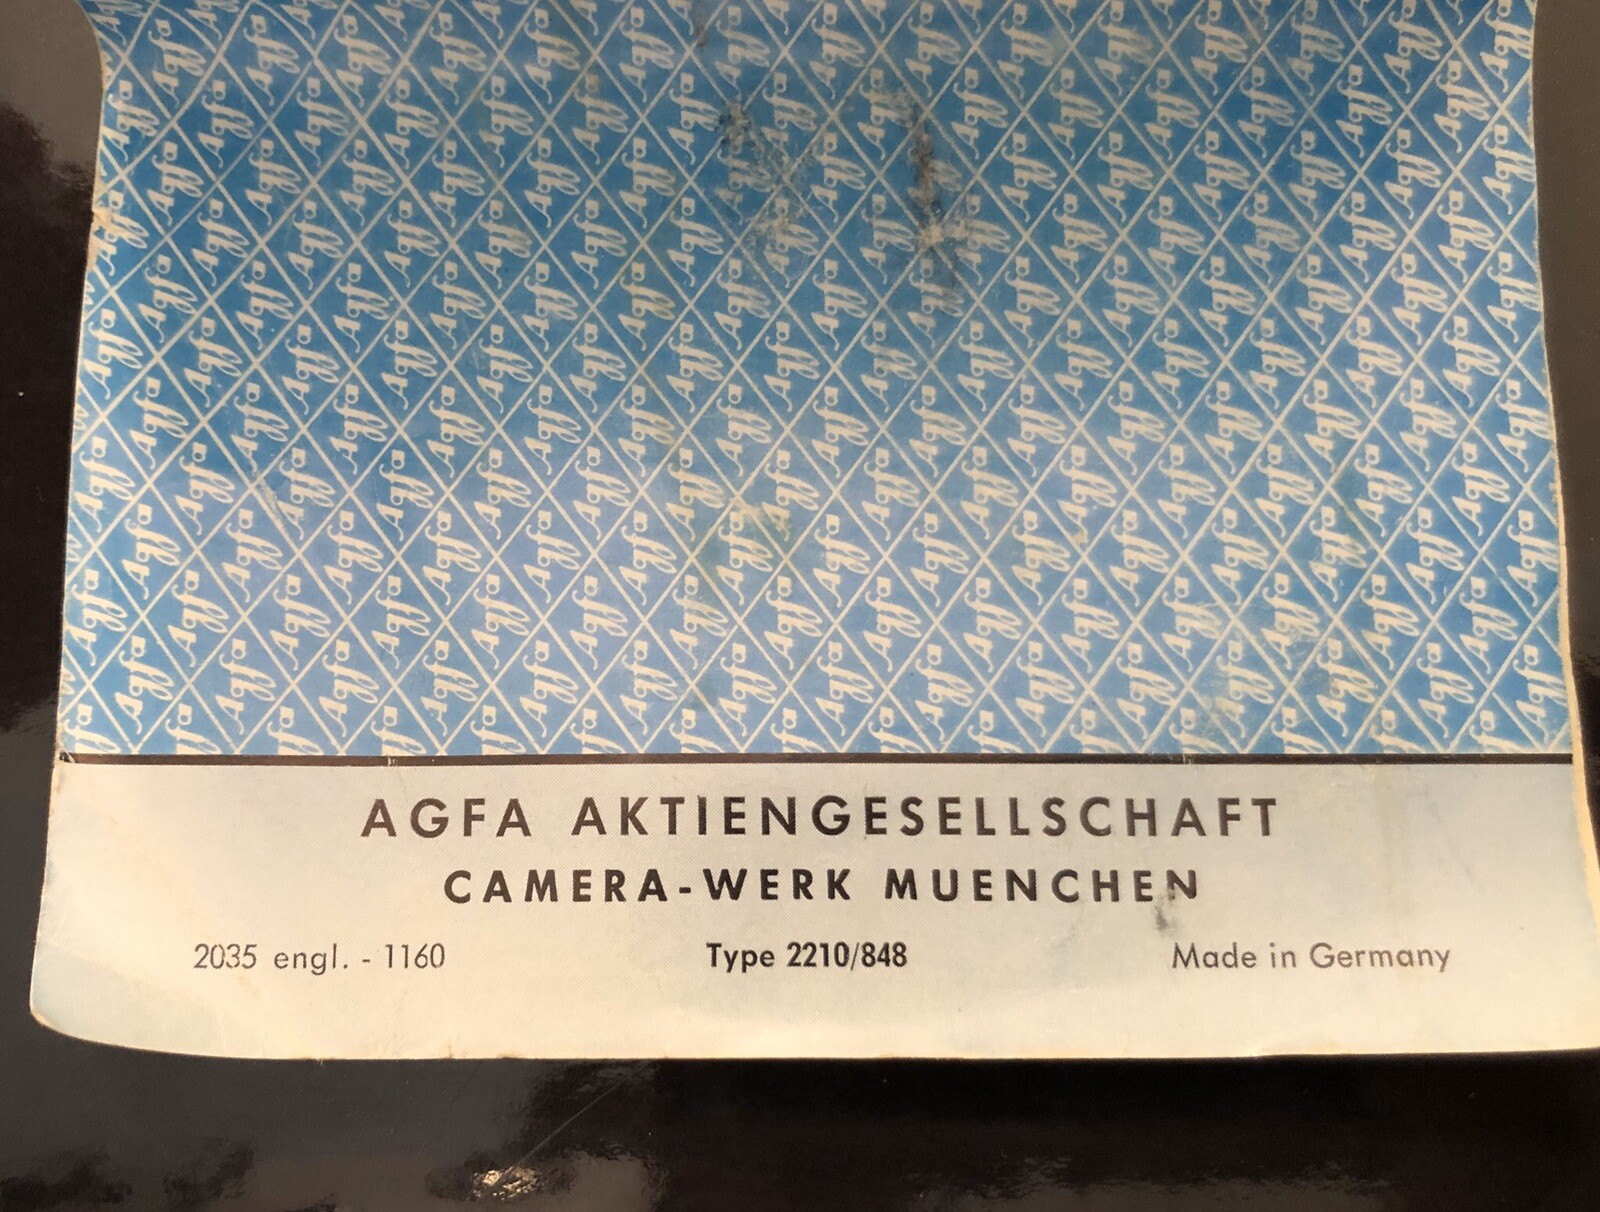 AGFA AKTIENGESELLSCHAFT
CAMERA-WERK MUENCHEN
2035 engl. - 1160 Type 2210/848 Made in Germany